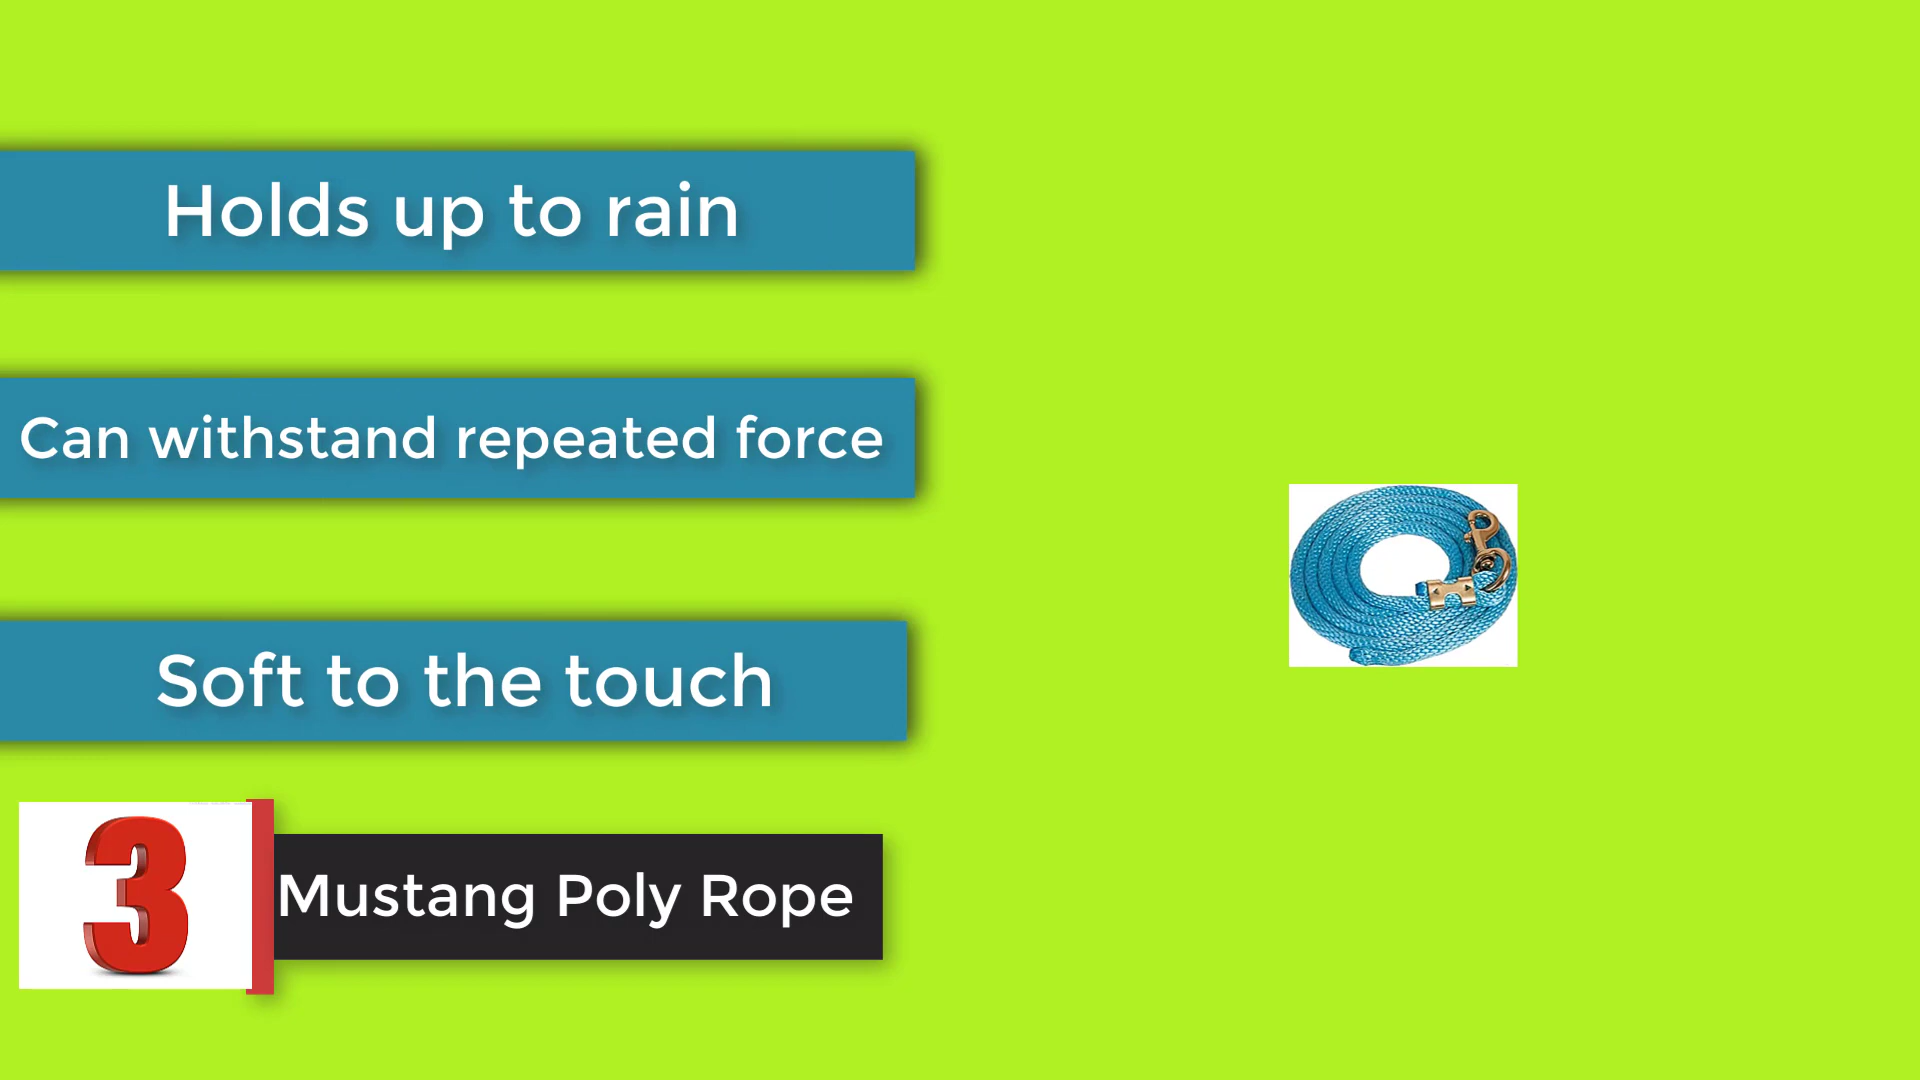 Holds up to rain
Can withstand repeated force
Soft to the touch
3
Mustang Poly Rope